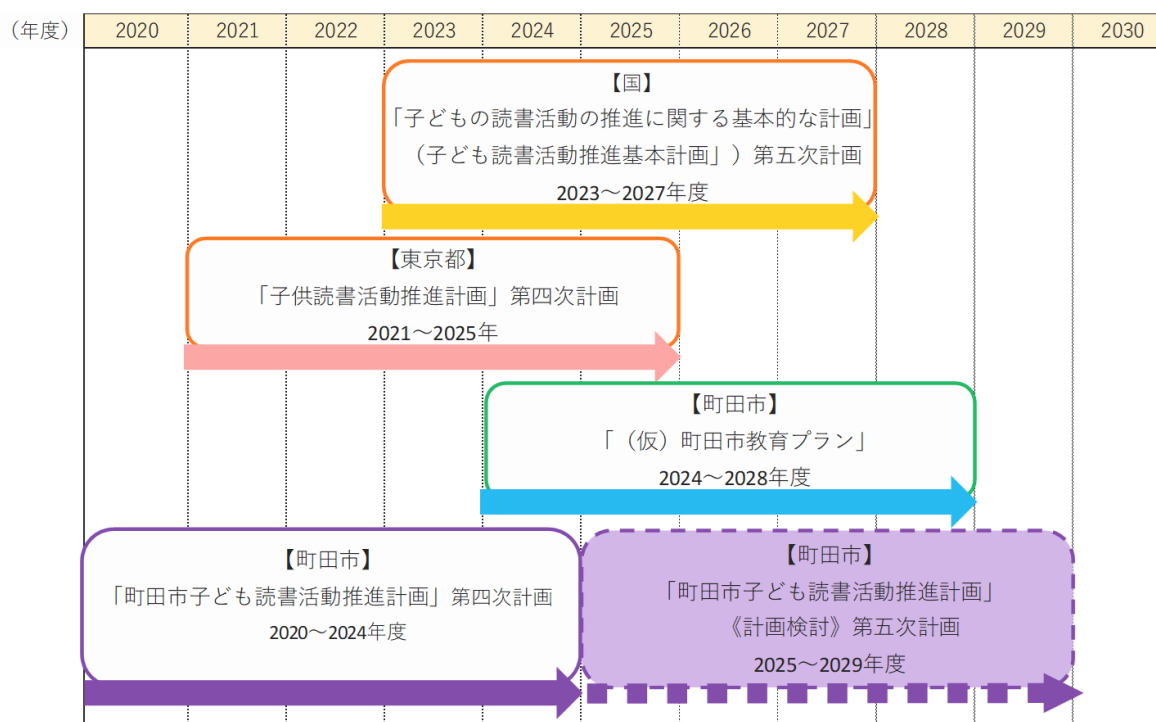 （年度） 2020 2021 2022 2023 2024 2025 2026 2027 2028 2029 2030
【国】
「子どもの読書活動の推進に関する基本的な計画」
（子ども読書活動推進基本計画」）第五次計画
2023～2027年度
【東京都】
「子供読書活動推進計画」第四次計画
2021～2025年
【町田市】
「（仮）町田市教育プラン」
2024～2028年度
【町田市】
「町田市子ども読書活動推進計画」第四次計画
2020～2024年度
【町田市】
「町田市子ども読書活動推進計画」
《計画検討》第五次計画
2025～2029年度